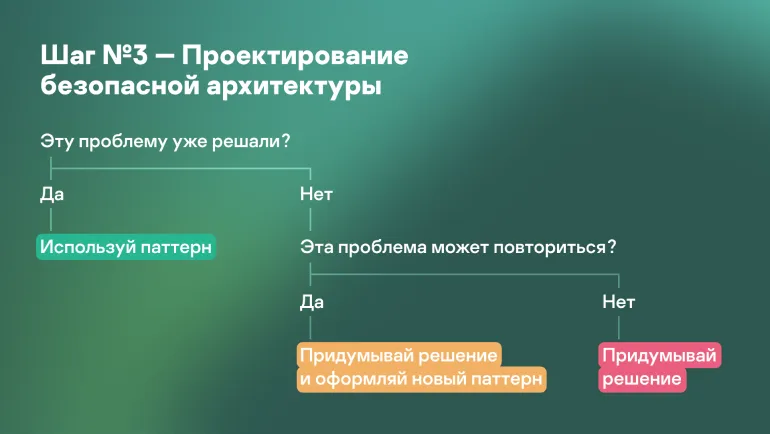 Шаг №3 — Проектирование
безопасной архитектуры
Эту проблему уже решали?
Да
Нет
Используй паттерн
Эта проблема может повториться?
Да
Нет
Придумывай решение
и оформляй новый паттерн
Придумывай
решение